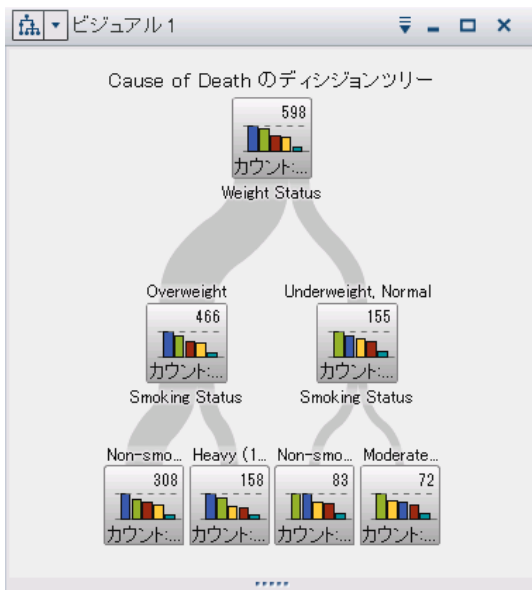 ビジュアル 1
Cause of Death のディシジョンツリー
598
カウント:...
Weight Status
Overweight
Underweight, Normal
466
155
カウント:...
カウント:...
Smoking Status
Smoking Status
Non-smo...
Heavy (1...
Non-smo...
Moderate...
308
158
83
72
カウント:...
カウント:...
カウント:...
カウント:...